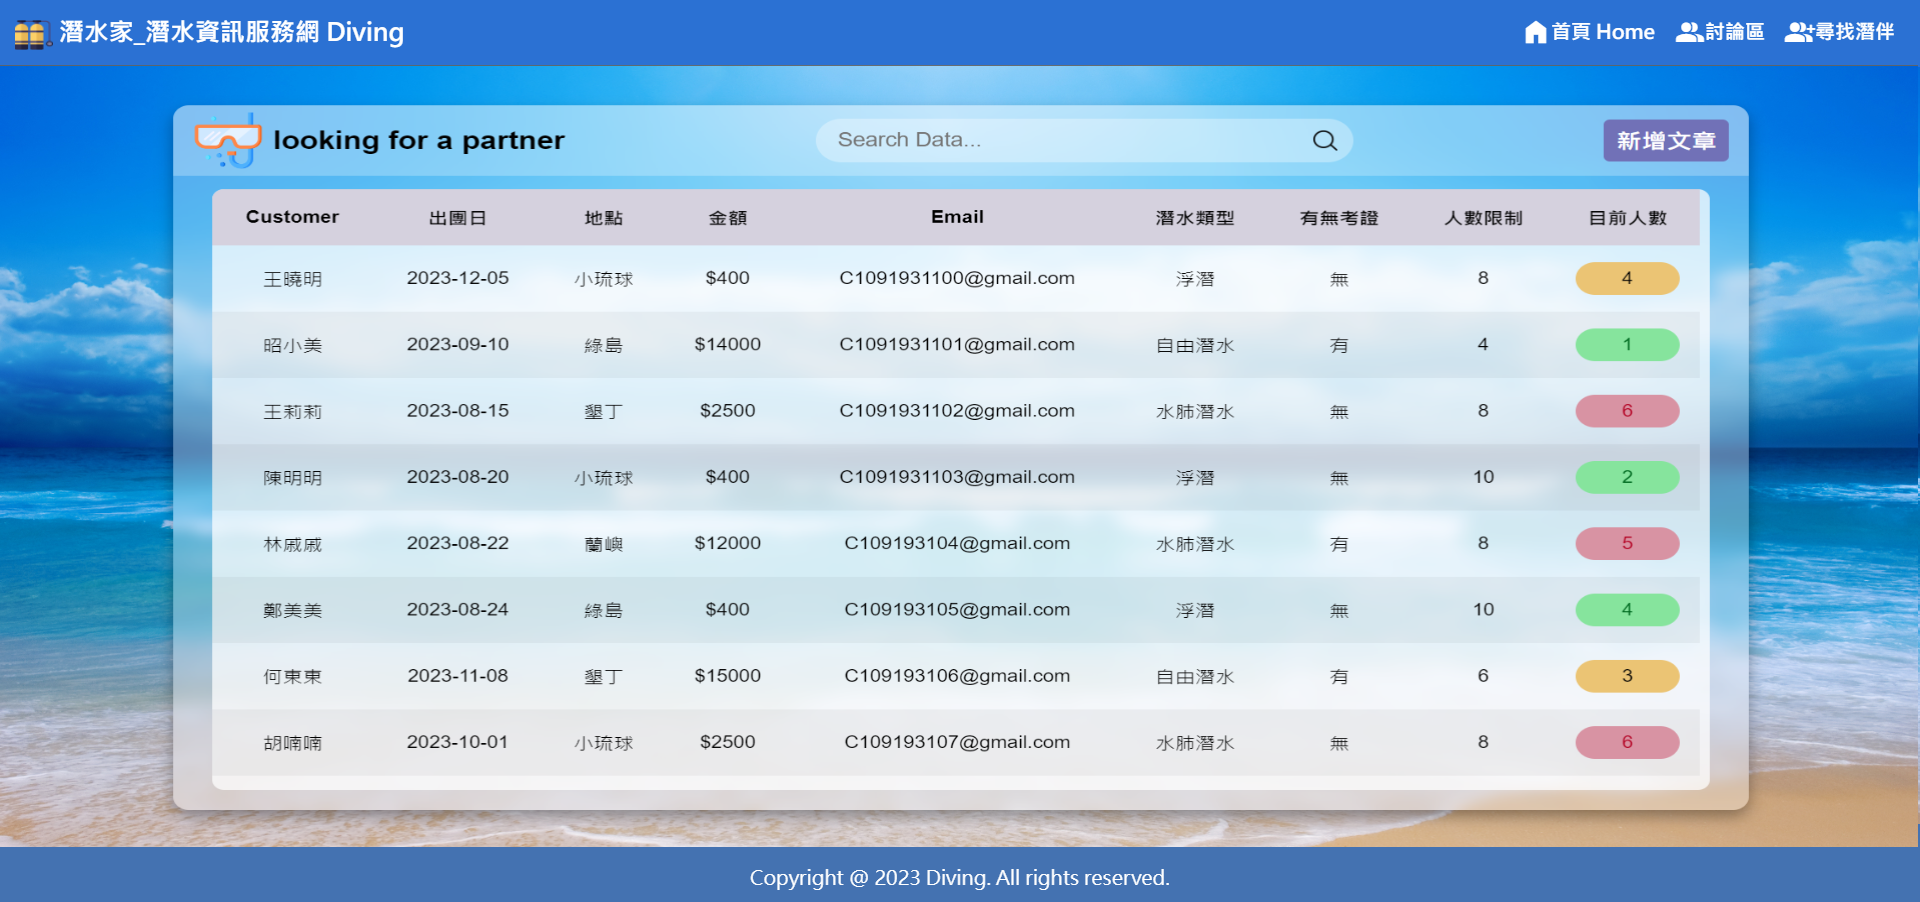 潛水家_潛水資訊服務網 Diving
首頁 Home 討論區 尋找潛伴
looking for a partner
Search Data...
新增文章
Customer 出團日 地點 金額 Email 潛水類型 有無考證 人數限制 目前人數
王曉明 2023-12-05 小琉球 $400 C1091931100@gmail.com 浮潛 無 8 4
昭小美 2023-09-10 綠島 $14000 C1091931101@gmail.com 自由潛水 有 4 1
王莉莉 2023-08-15 墾丁 $2500 C1091931102@gmail.com 水肺潛水 無 8 6
陳明明 2023-08-20 小琉球 $400 C1091931103@gmail.com 浮潛 無 10 2
林戚戚 2023-08-22 蘭嶼 $12000 C109193104@gmail.com 水肺潛水 有 8 5
鄭美美 2023-08-24 綠島 $400 C109193105@gmail.com 浮潛 無 10 4
何東東 2023-11-08 墾丁 $15000 C109193106@gmail.com 自由潛水 有 6 3
胡喃喃 2023-10-01 小琉球 $2500 C109193107@gmail.com 水肺潛水 無 8 6
Copyright @ 2023 Diving. All rights reserved.